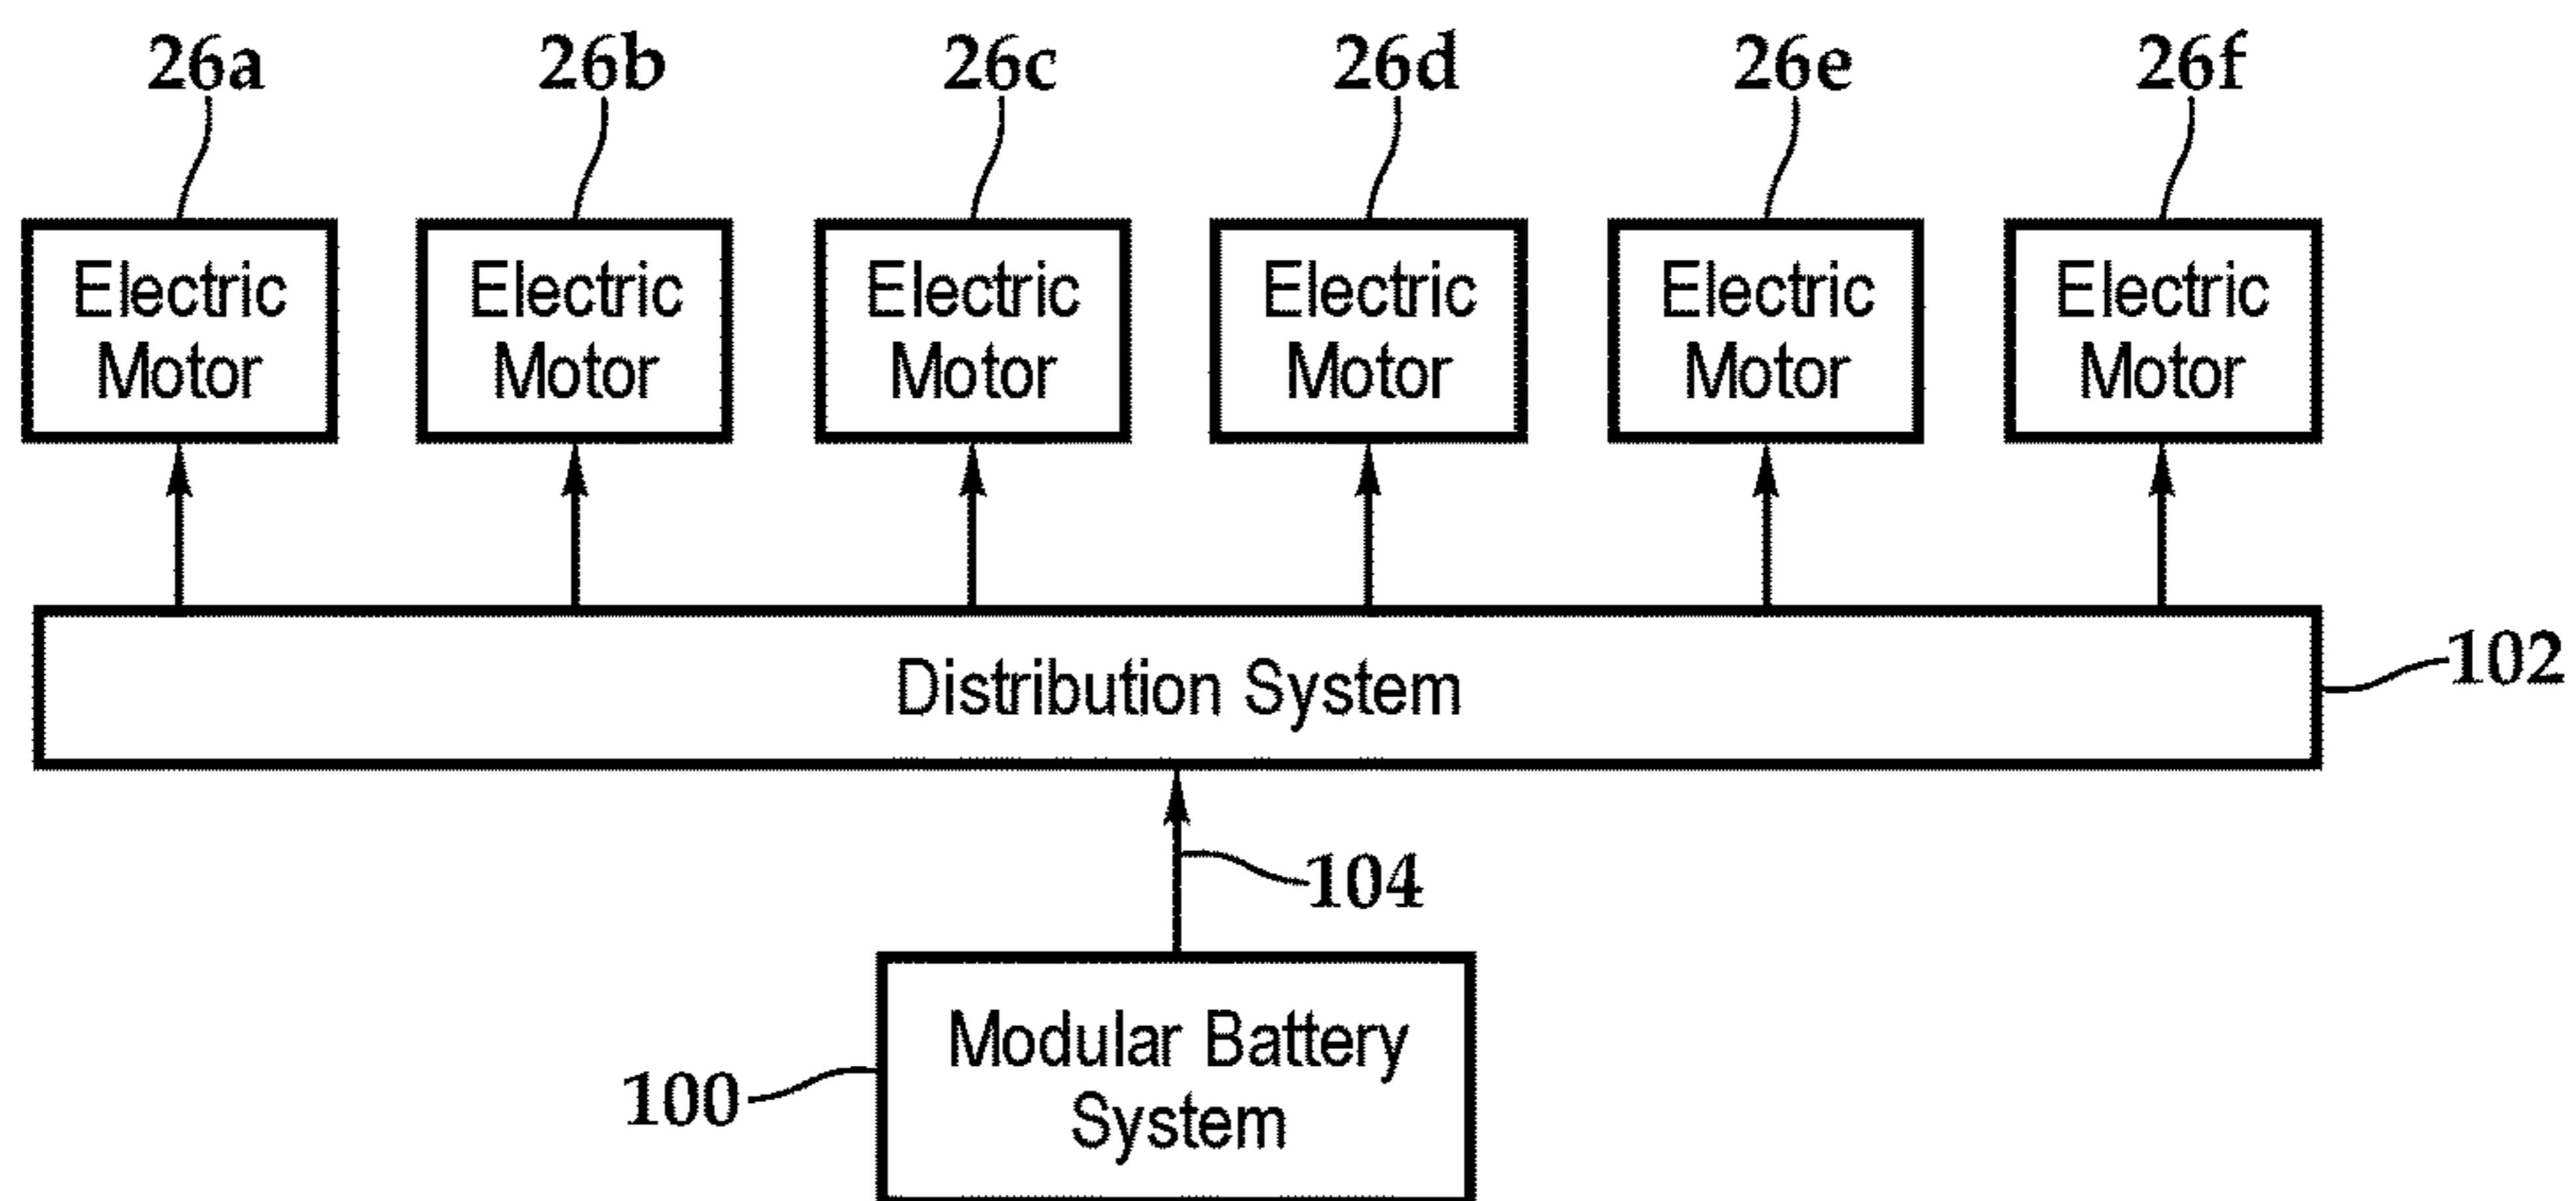 26a 26b 26c 26d 26e 26f
Electric Electric Electric Electric Electric Electric
Motor Motor Motor Motor Motor Motor
Distribution System
102
104
Modular Battery
System
100